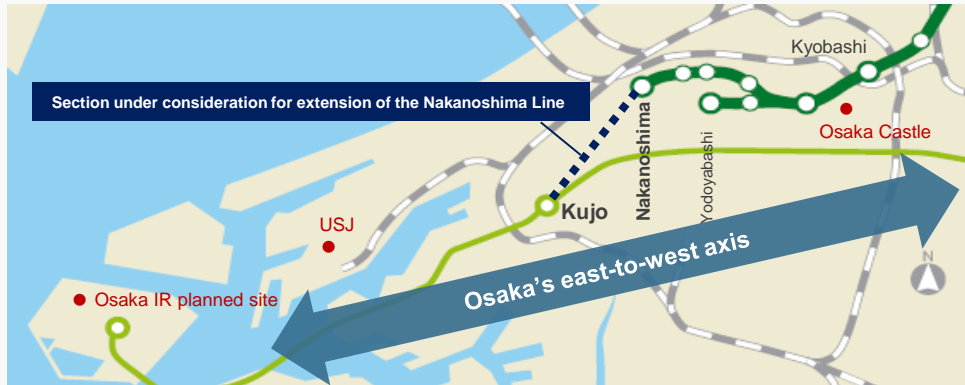 Kyobashi
Section under consideration for extension of the Nakanoshima Line
Osaka Castle
Nakanoshima
Yodoyabashi
Kujo
USJ
Osaka's east-to-west axis
N
Osaka IR planned site